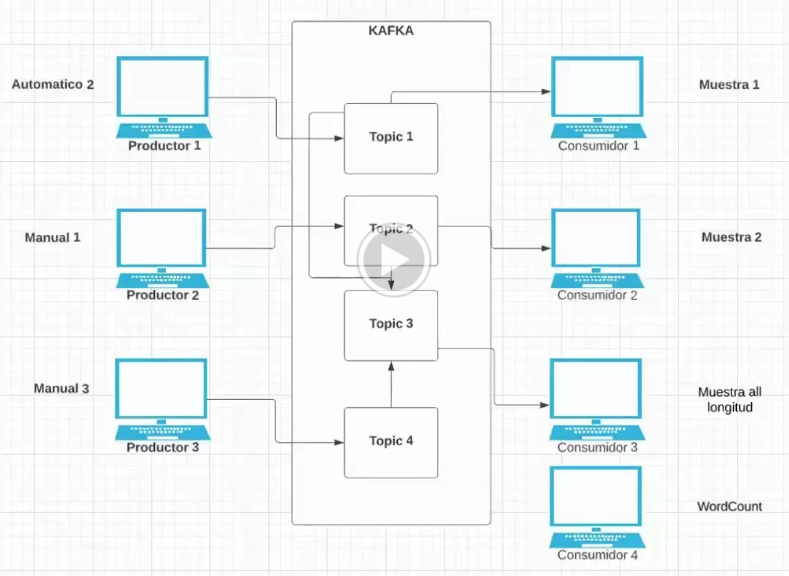 KAFKA
Automatico 2
Productor 1
Topic 1
Consumidor 1
Muestra 1
Manual 1
Productor 2
Topic 2
Consumidor 2
Muestra 2
Topic 3
Manual 3
Productor 3
Topic 4
Consumidor 3
Muestra all
longitud
Consumidor 4
WordCount